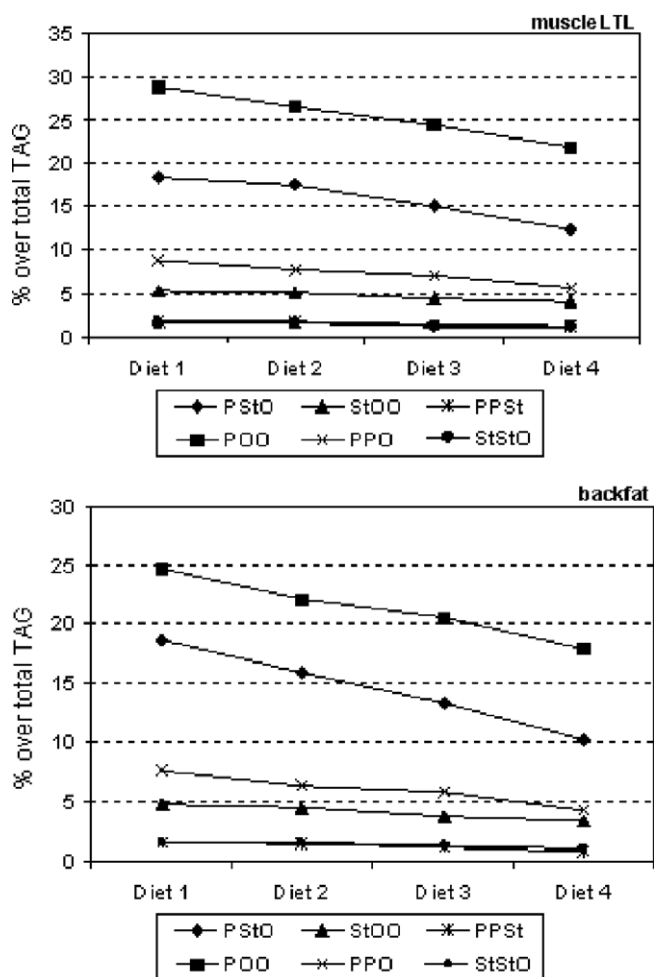 muscle LTL
% over total TAG
35
30
25
20
15
10
5
0
Diet 1 Diet 2 Diet 3 Diet 4
PStO StOO PPSt
POO PPO StStO
backfat
% over total TAG
30
25
20
15
10
5
0
Diet 1 Diet 2 Diet 3 Diet 4
PStO StOO PPSt
POO PPO StStO